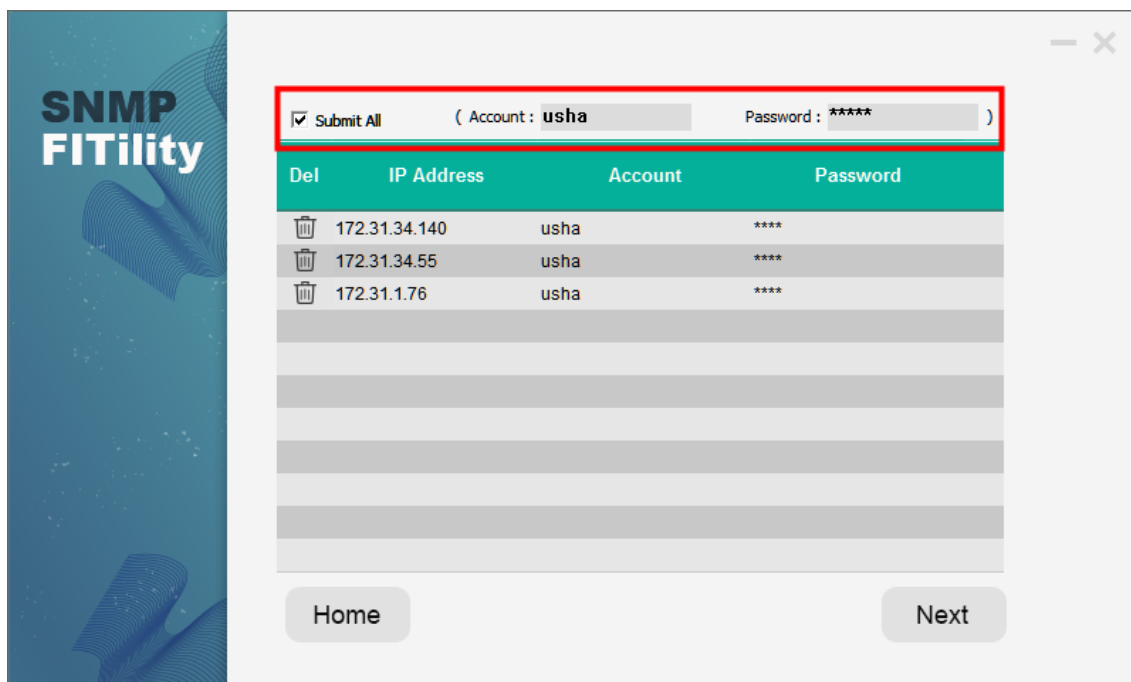 SNMP
FITility
Submit All ( Account : usha Password : ***** )
Del IP Address Account Password
172.31.34.140 usha ****
172.31.34.55 usha ****
172.31.1.76 usha ****
Home Next